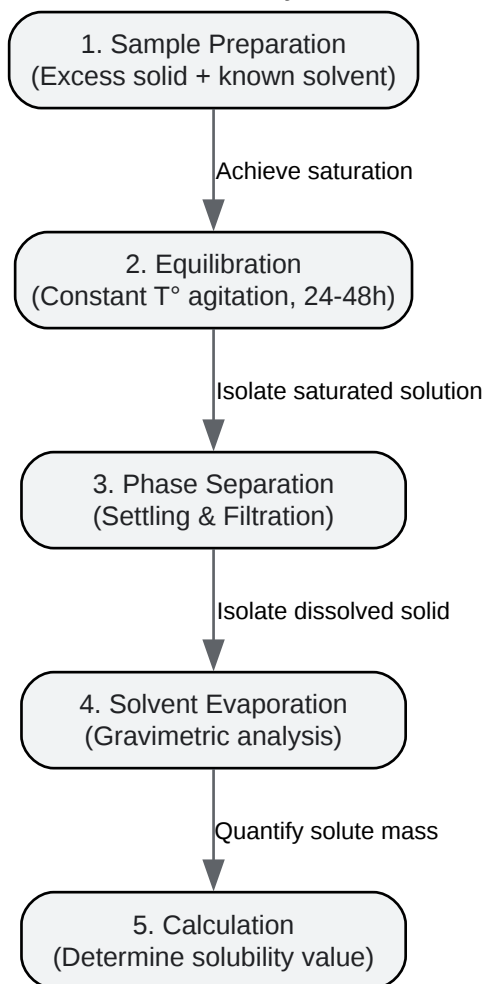 1. Sample Preparation
(Excess solid + known solvent)
Achieve saturation
2. Equilibration
(Constant T° agitation, 24-48h)
Isolate saturated solution
3. Phase Separation
(Settling & Filtration)
Isolate dissolved solid
4. Solvent Evaporation
(Gravimetric analysis)
Quantify solute mass
5. Calculation
(Determine solubility value)